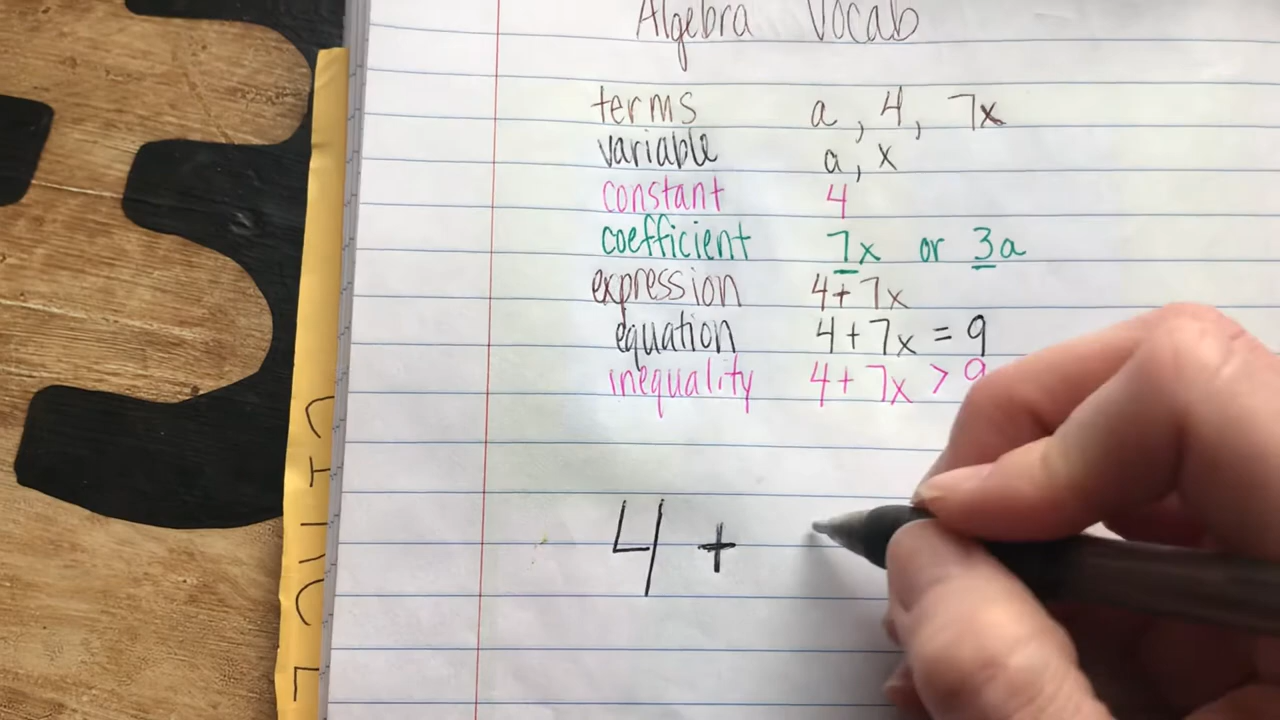 Algebra Vocab
terms a, 4, 7x
variable a, x
constant 4
coefficient 7x or 3a
expression 4+7x
equation 4+7x = 9
inequality 4+ 7x > 9
4 +